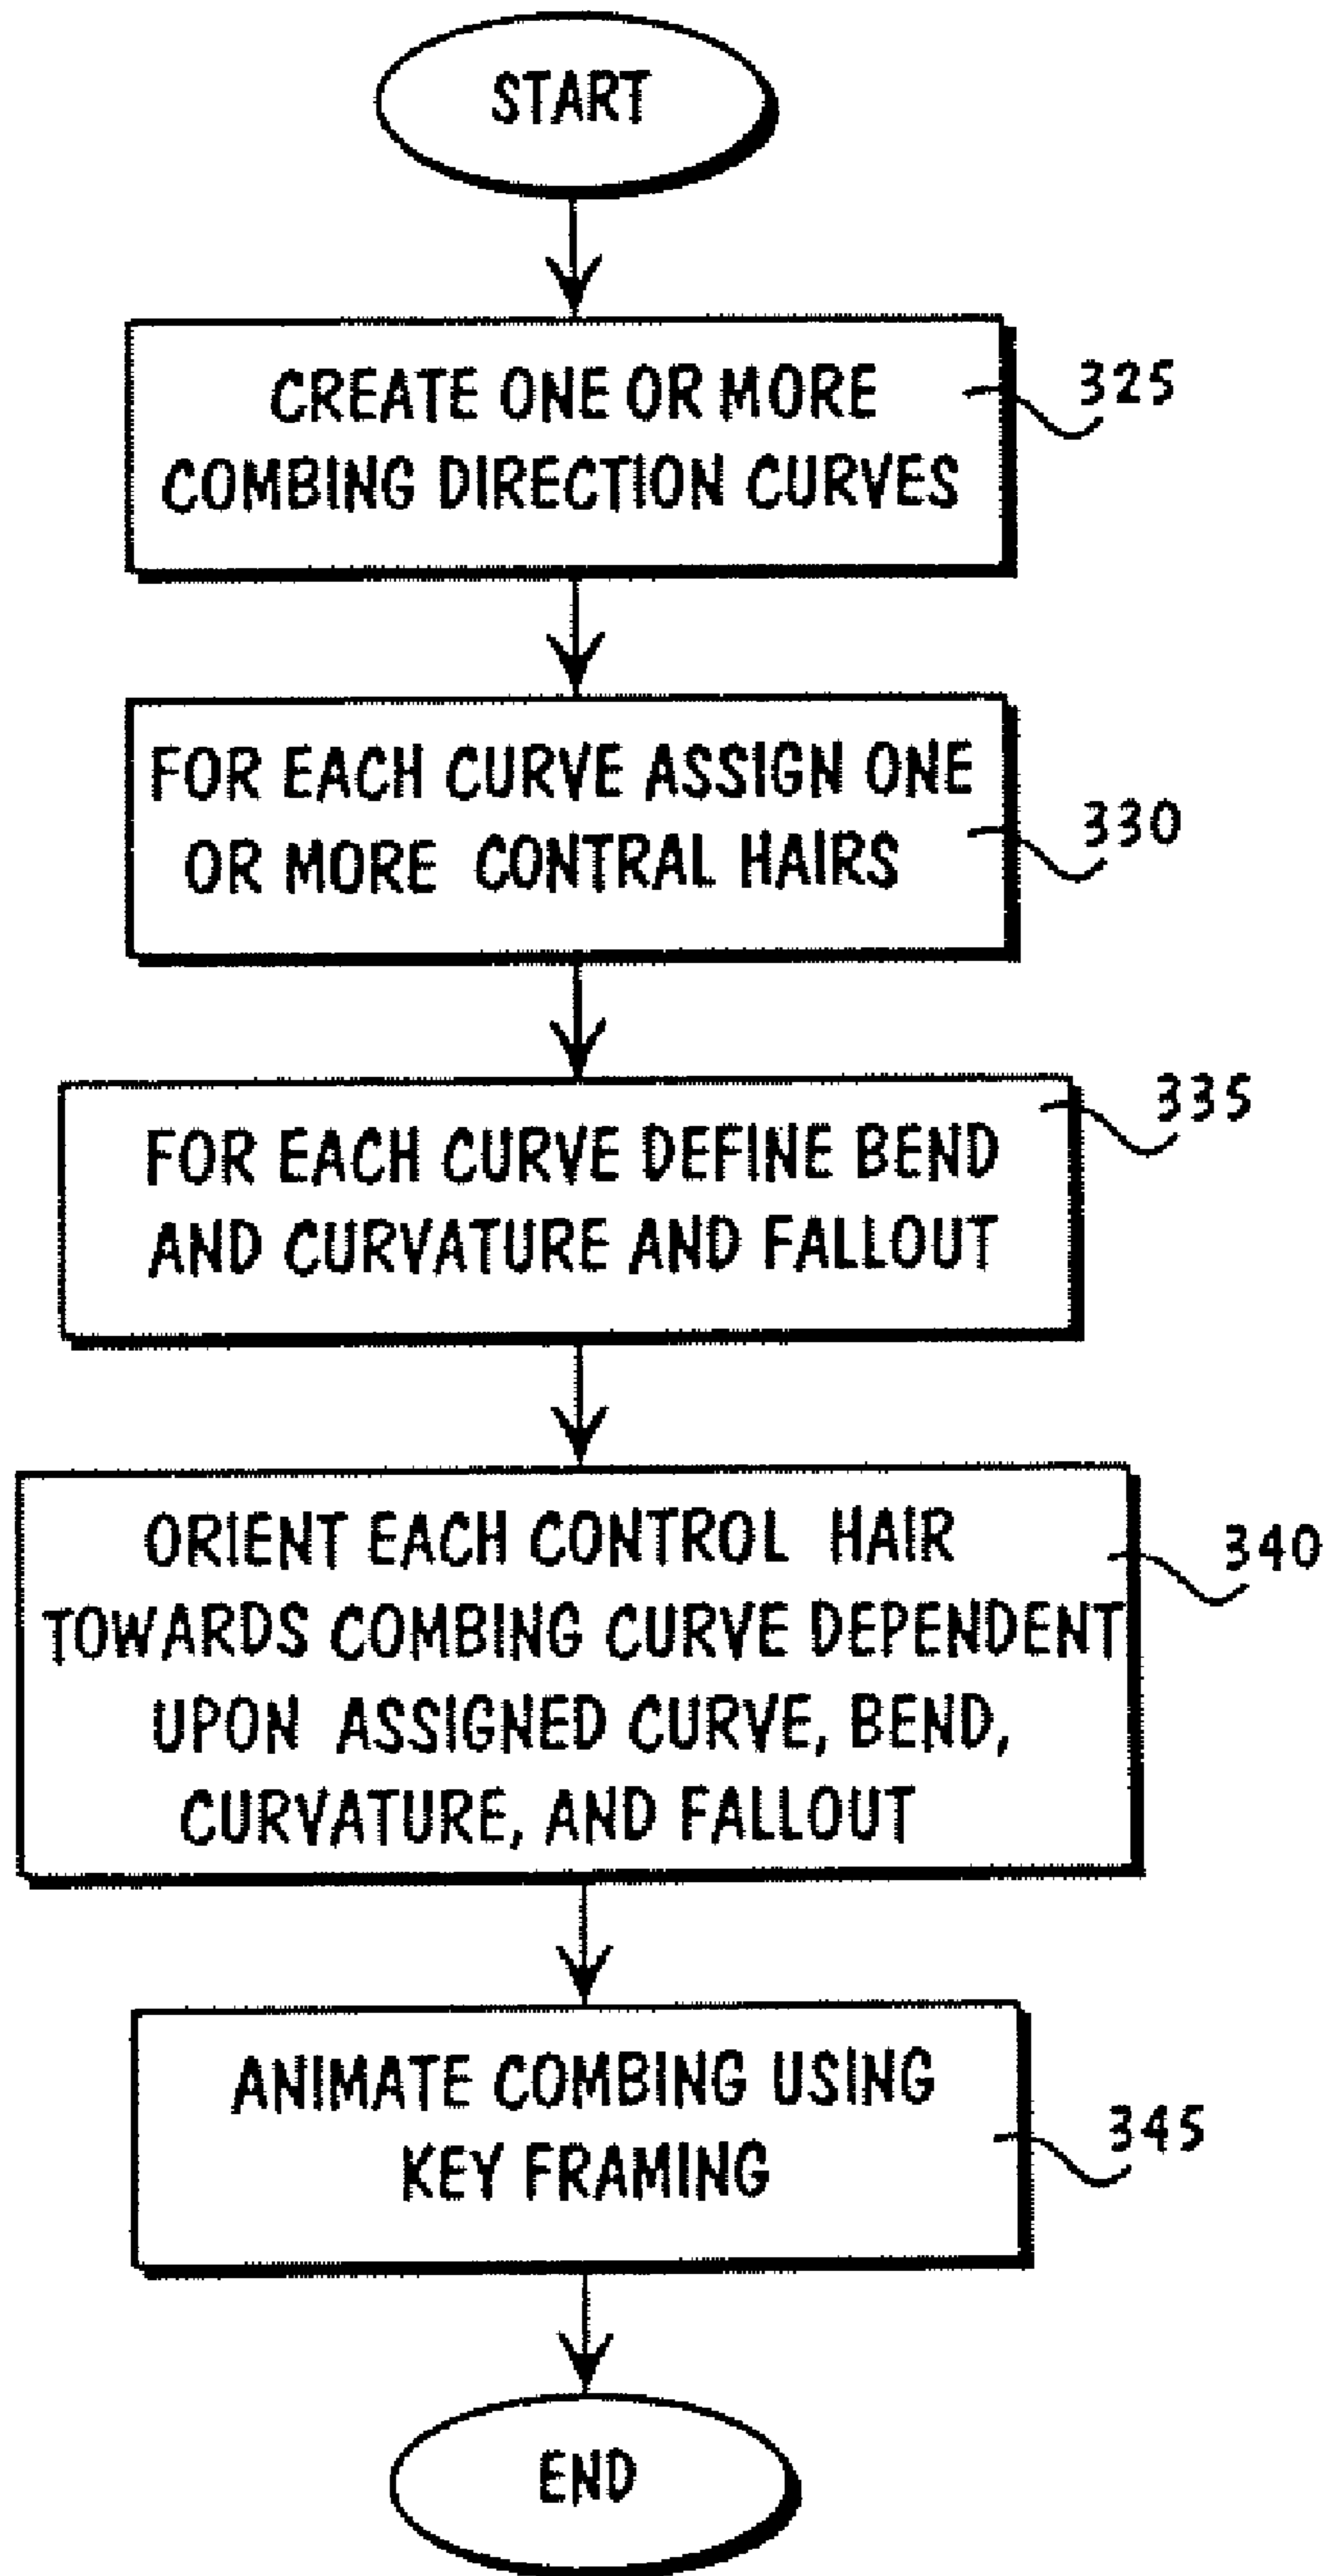 START
CREATE ONE OR MORE
COMBING DIRECTION CURVES
325
FOR EACH CURVE ASSIGN ONE
OR MORE CONTRAL HAIRS
330
FOR EACH CURVE DEFINE BEND
AND CURVATURE AND FALLOUT
335
ORIENT EACH CONTROL HAIR
TOWARDS COMBING CURVE DEPENDENT
UPON ASSIGNED CURVE, BEND,
CURVATURE, AND FALLOUT
340
ANIMATE COMBING USING
KEY FRAMING
345
END